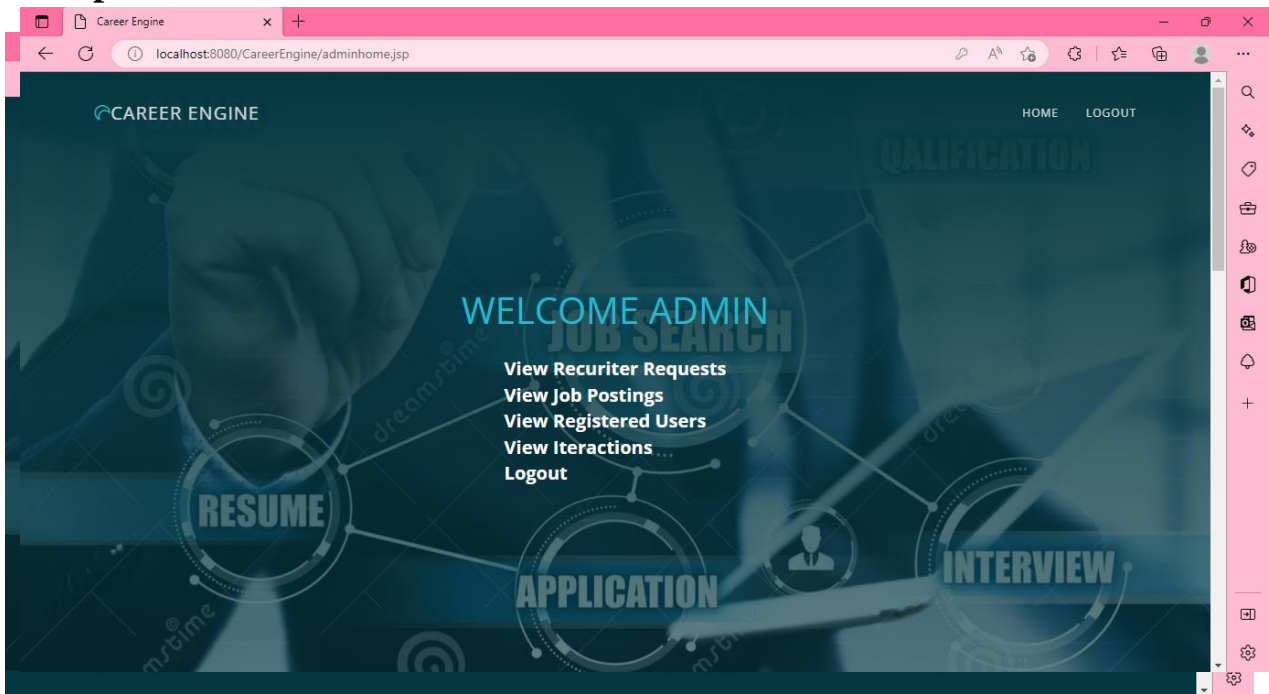 Career Engine
localhost:8080/CareerEngine/adminhome.jsp
CAREER ENGINE
HOME LOGOUT
QALIFICATION
WELCOME ADMIN
JOB SEARCH
View Recuriter Requests
View Job Postings
View Registered Users
View Iteractions
Logout
dreamstime
RESUME
APPLICATION
INTERVIEW